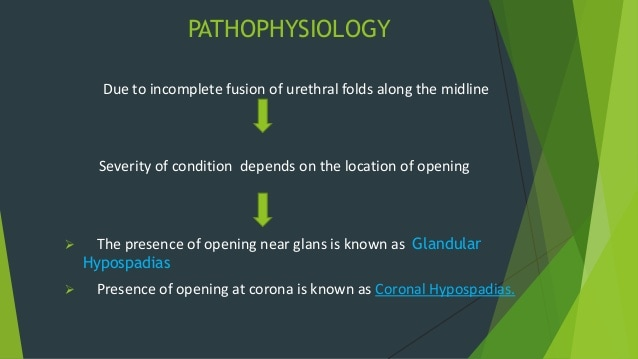 PATHOPHYSIOLOGY
Due to incomplete fusion of urethral folds along the midline
Severity of condition depends on the location of opening
The presence of opening near glans is known as Glandular
Hypospadias
Presence of opening at corona is known as Coronal Hypospadias.